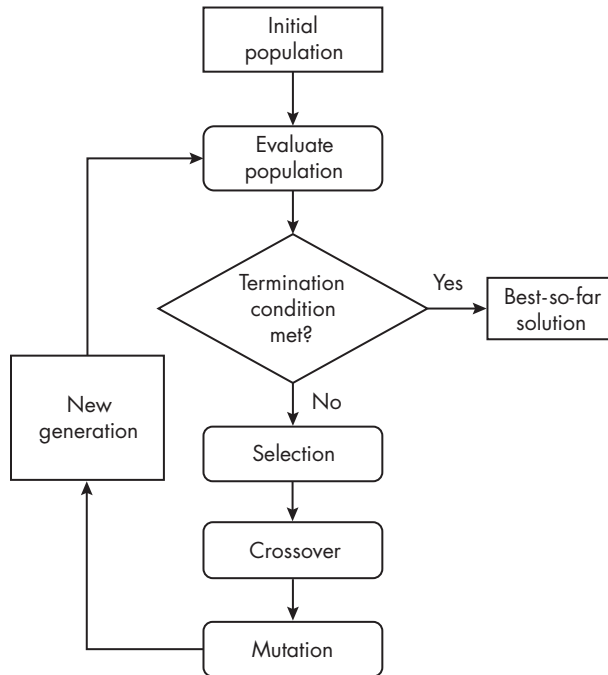 Initial
population
Evaluate
population
Termination
condition
met?
Yes
Best-so-far
solution
No
New
generation
Selection
Crossover
Mutation